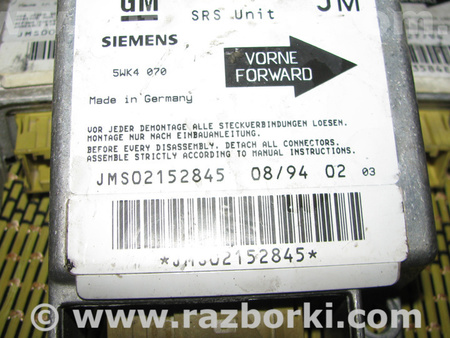 GM
SRS Unit
JM
SIEMENS
5WK4 070
VORNE
FORWARD
Made in Germany
VOR JEDER DEMONTAGE ALLE STECKVERBINDUNGEN LOESEN.
MONTAGE NUR NACH EINBAUANLEITUNG.
BEFORE EVERY DISASSEMBLY, DETACH ALL CONNECTORS.
ASSEMBLE STRICTLY ACCORDING TO MANUAL INSTRUCTIONS.
JMS02152845 08/94 02 03
*JMS02152845*
www.razborki.com